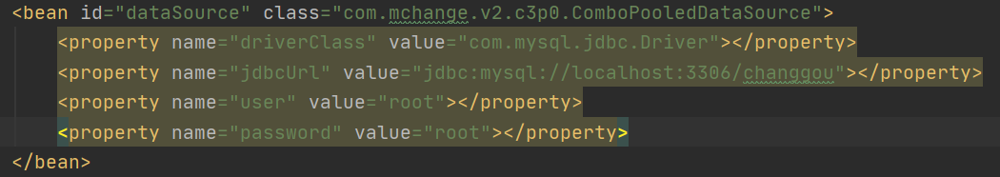 <bean id="dataSource" class="com.mchange.v2.c3p0.ComboPooledDataSource">
<property name="driverClass" value="com.mysql.jdbc.Driver"></property>
<property name="jdbcUrl" value="jdbc:mysql://localhost:3306/changgou"></property>
<property name="user" value="root"></property>
<property name="password" value="root"></property>
</bean>